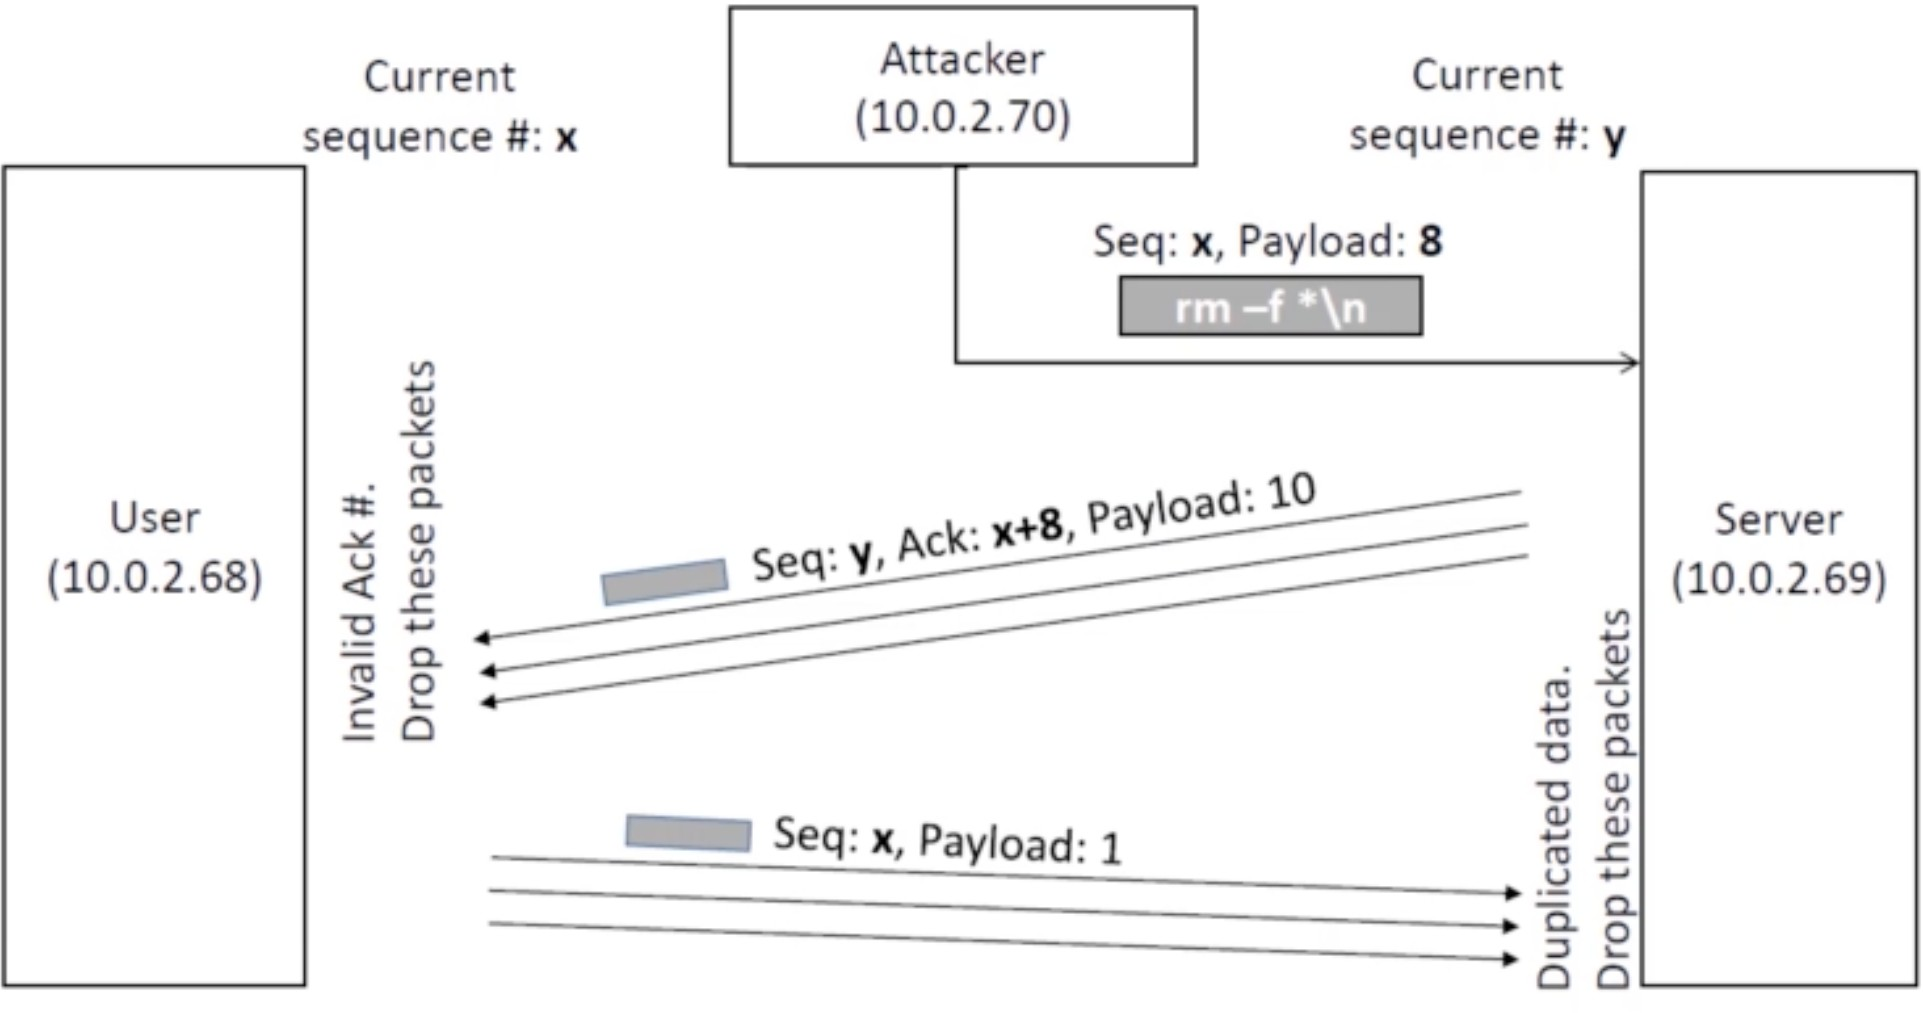 Attacker
(10.0.2.70)
Current
sequence #: x
Current
sequence #: y
Seq: x, Payload: 8
rm –f *\n
User
(10.0.2.68)
Invalid Ack #.
Drop these packets
Seq: y, Ack: x+8, Payload: 10
Server
(10.0.2.69)
Seq: x, Payload: 1
Duplicated data.
Drop these packets